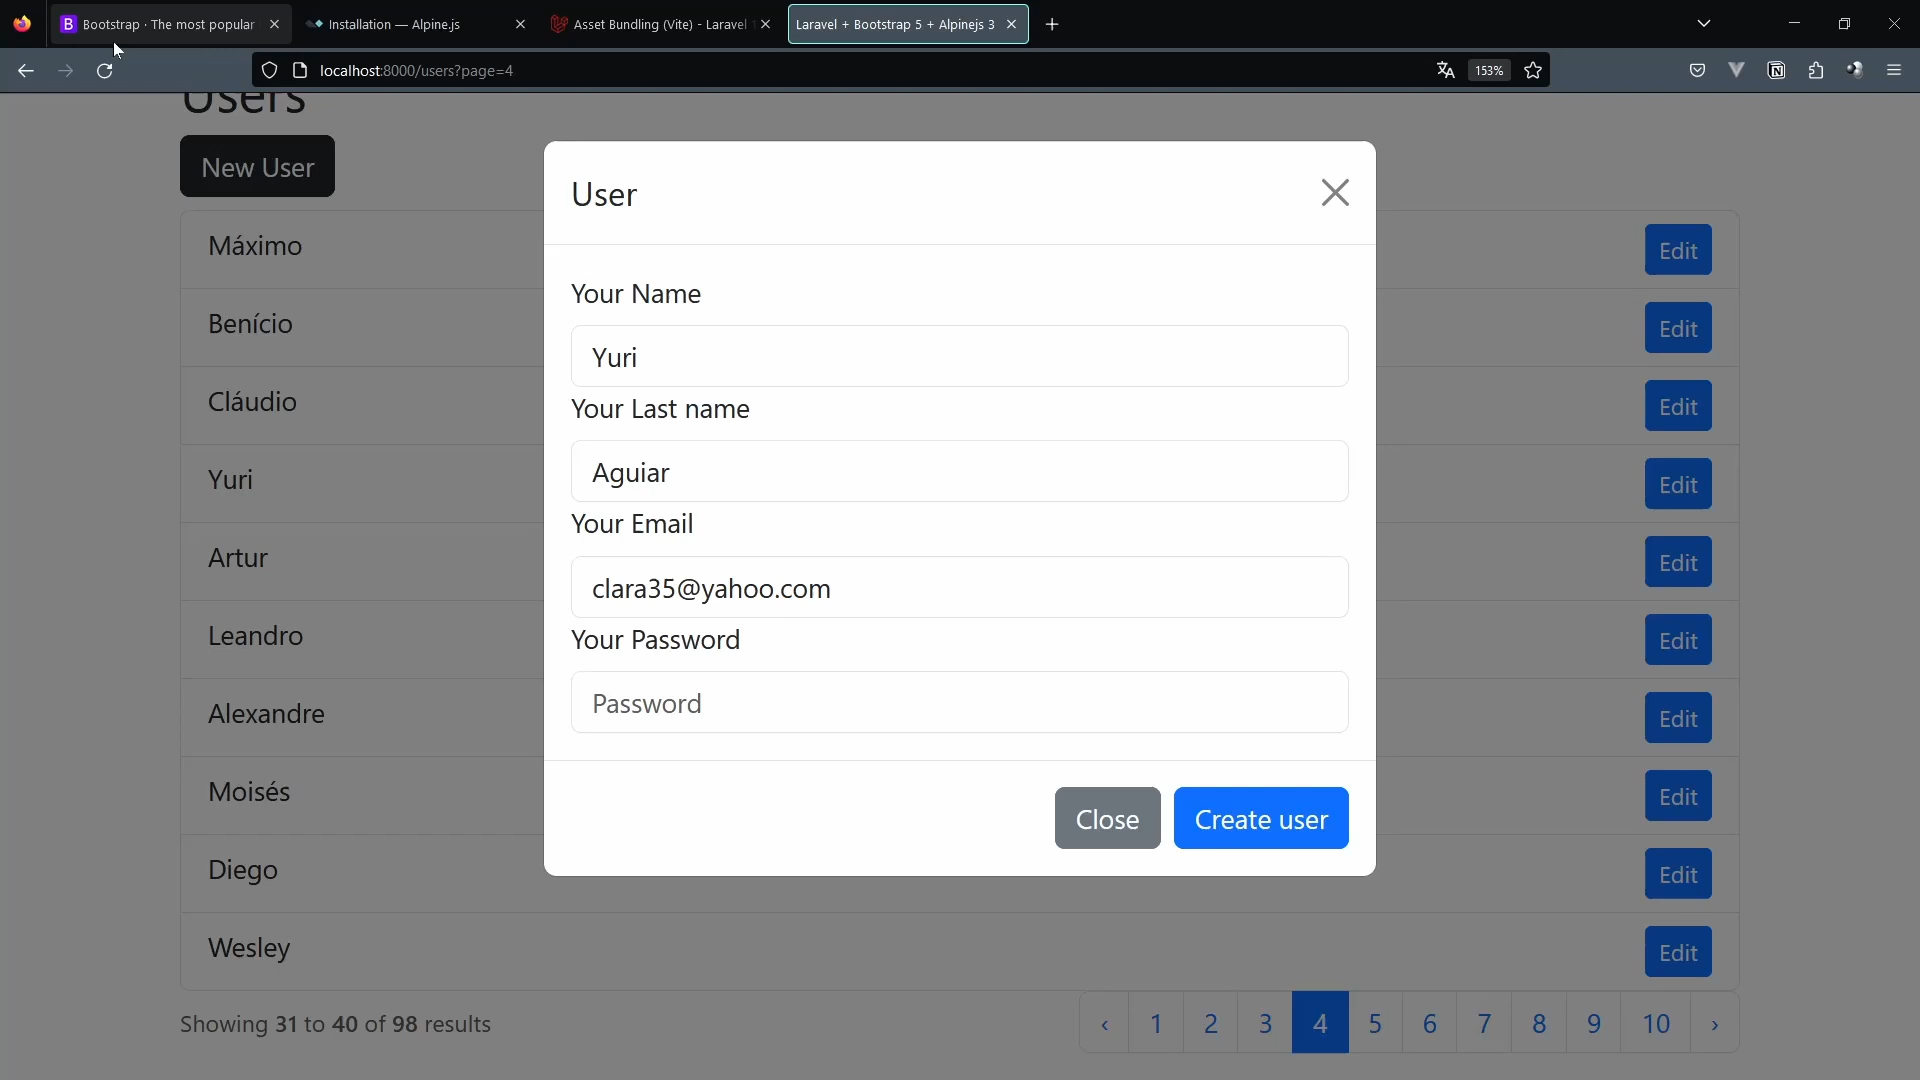 Bootstrap · The most popular
Installation — Alpine.js
Asset Bundling (Vite) - Laravel
Laravel + Bootstrap 5 + Alpinejs 3
localhost:8000/users?page=4
153%
Users
New User
User
Your Name
Yuri
Your Last name
Aguiar
Your Email
clara35@yahoo.com
Your Password
Password
Close
Create user
Máximo
Edit
Benício
Edit
Cláudio
Edit
Yuri
Edit
Artur
Edit
Leandro
Edit
Alexandre
Edit
Moisés
Edit
Diego
Edit
Wesley
Edit
Showing 31 to 40 of 98 results
‹ 1 2 3 4 5 6 7 8 9 10 ›